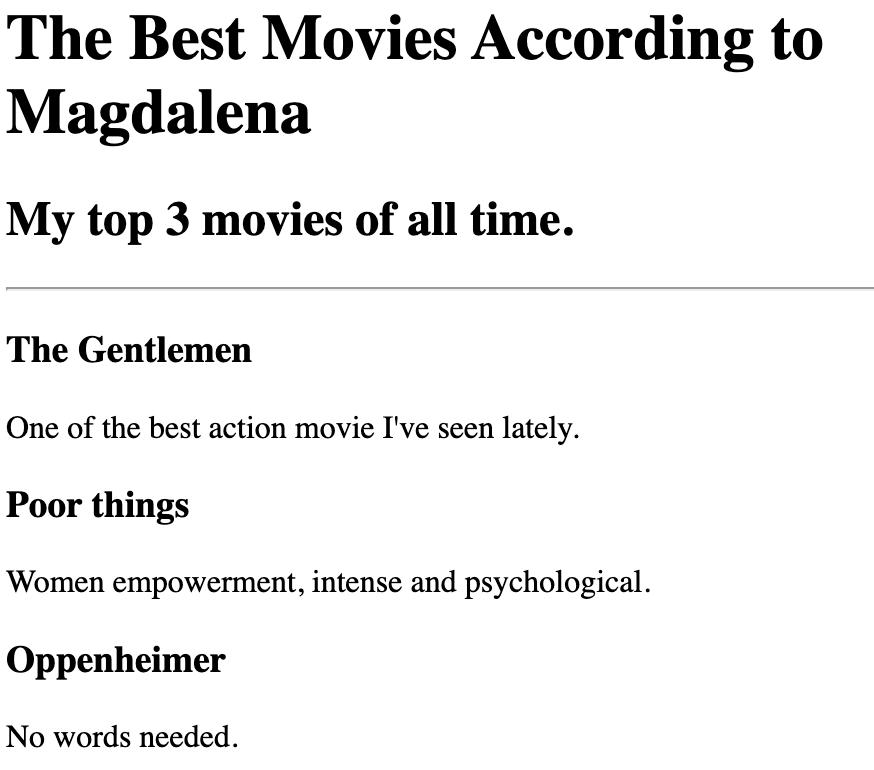 The Best Movies According to
Magdalena
My top 3 movies of all time.
The Gentlemen
One of the best action movie I've seen lately.
Poor things
Women empowerment, intense and psychological.
Oppenheimer
No words needed.